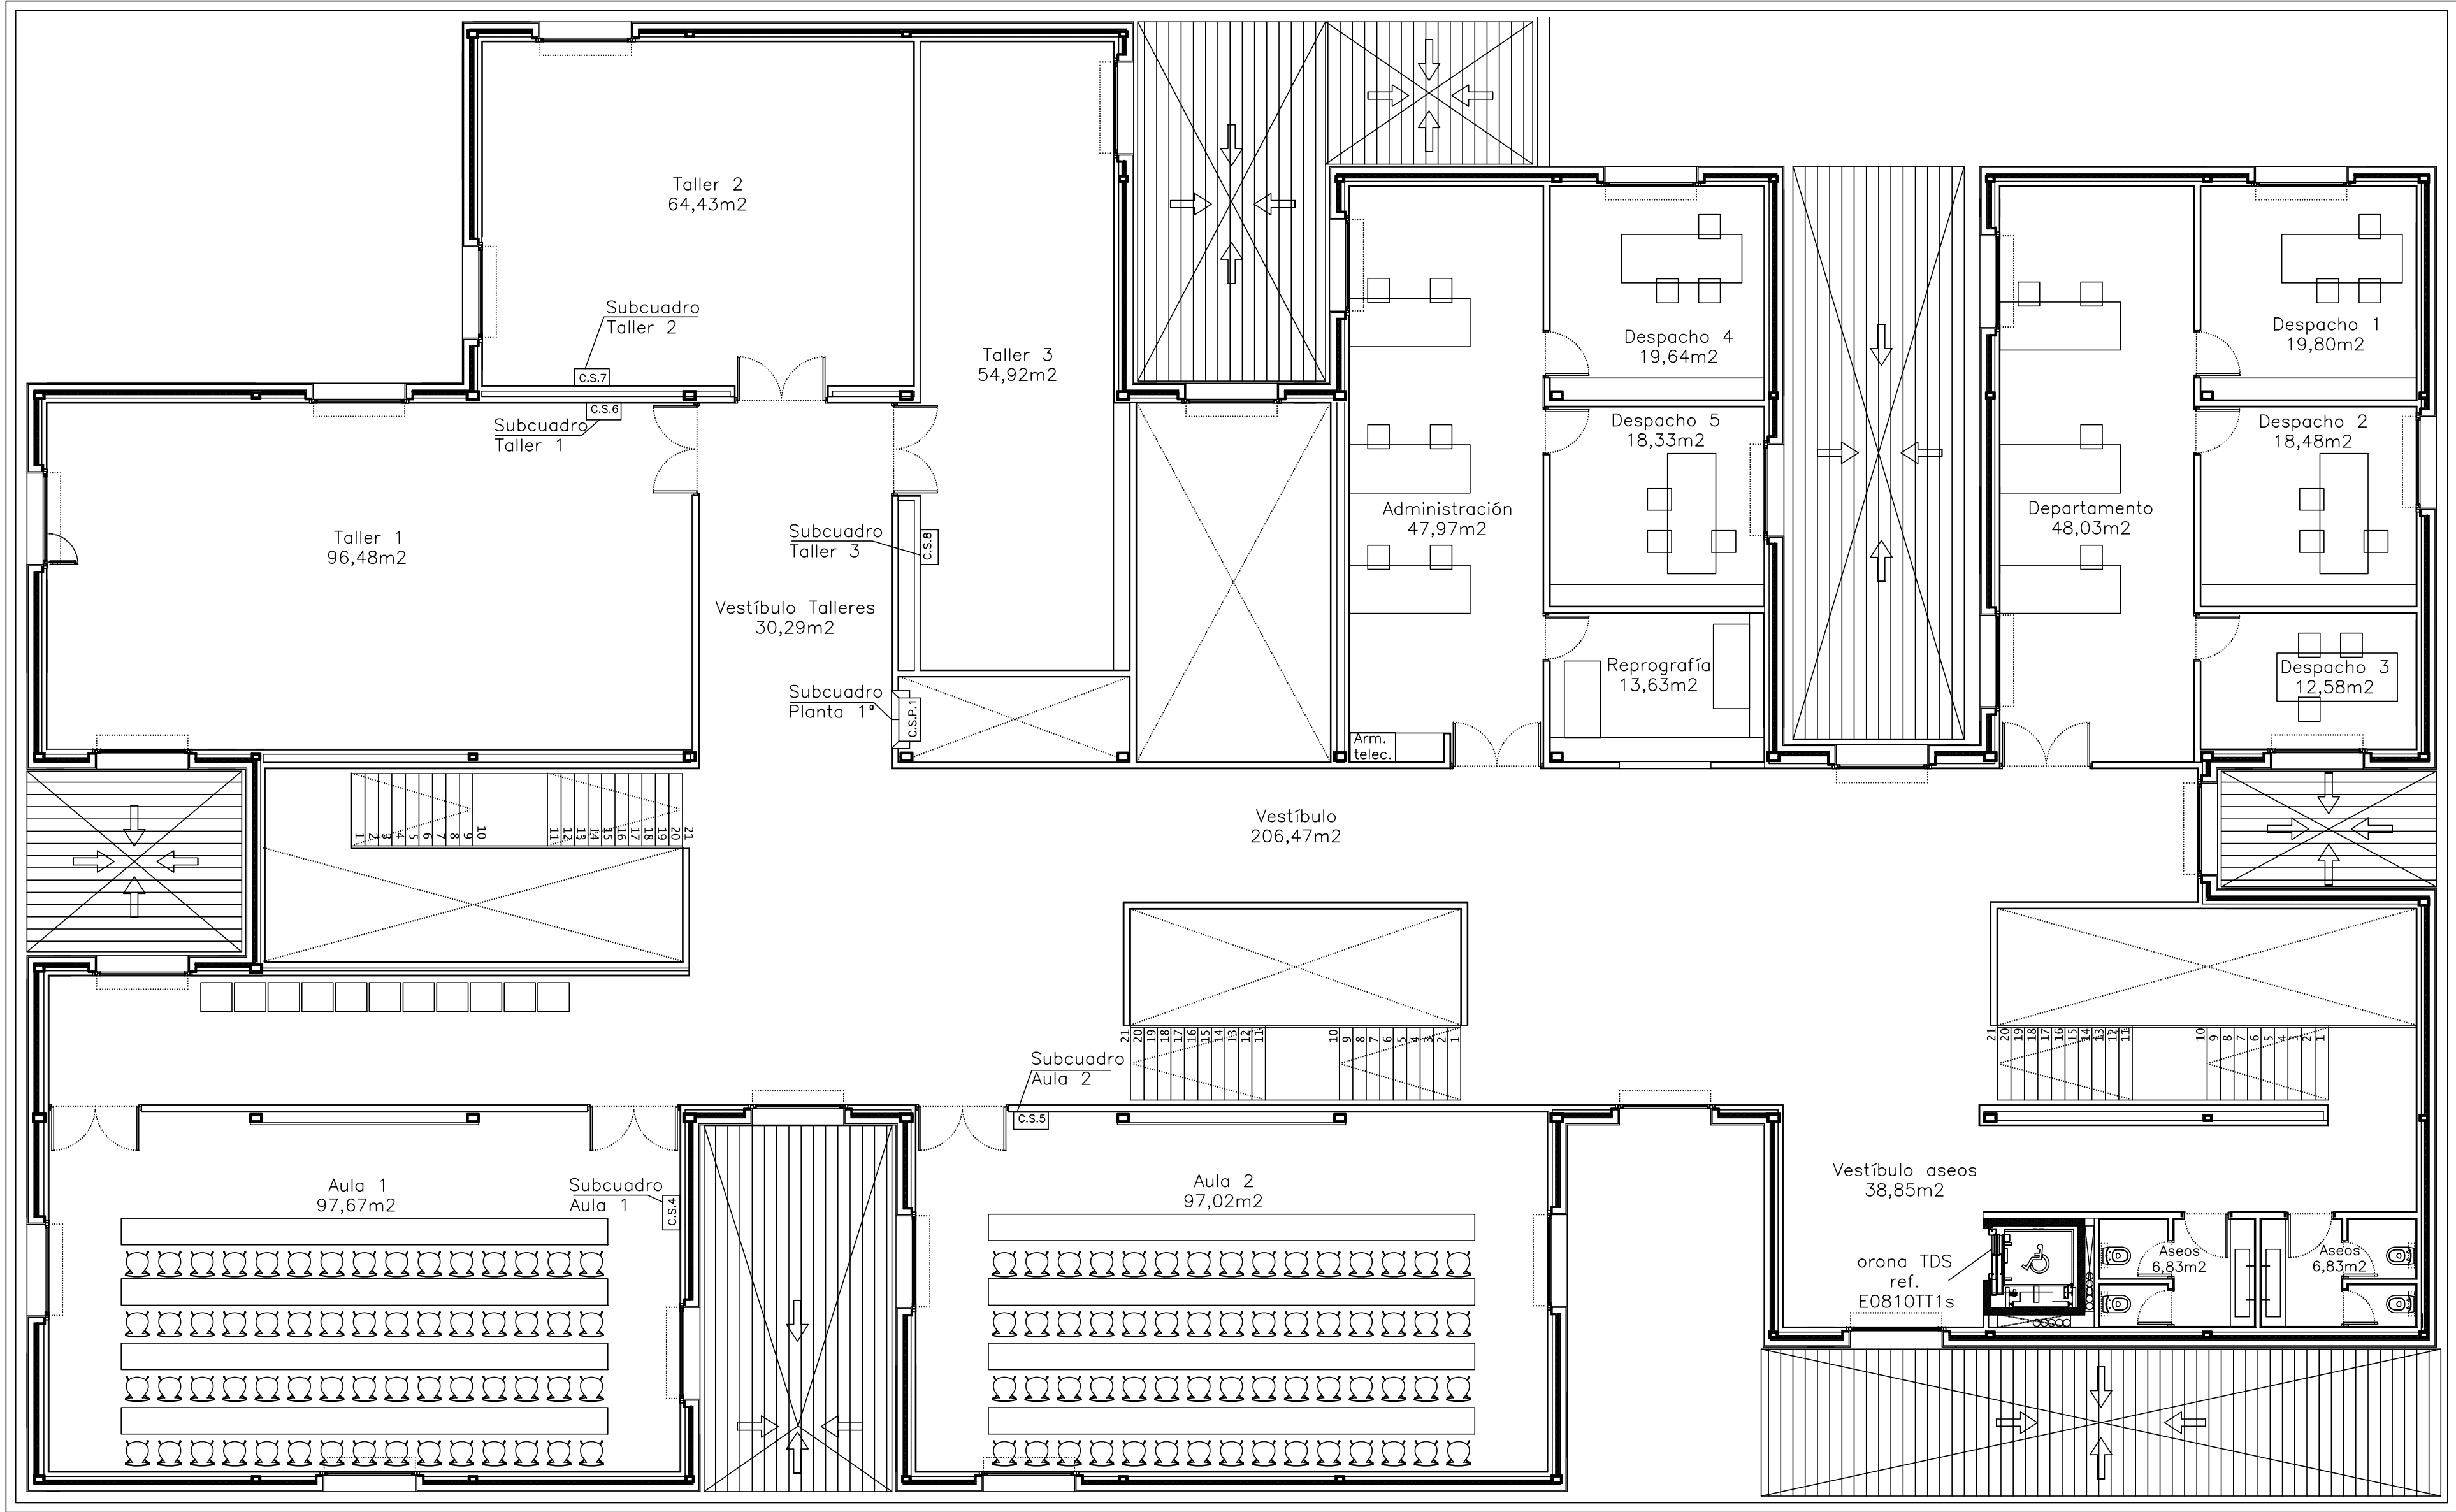 Taller 2
64,43m2
Subcuadro
Taller 2
C.S.7
Taller 3
54,92m2
Despacho 4
19,64m2
Despacho 1
19,80m2
C.S.6
Subcuadro
Taller 1
Despacho 5
18,33m2
Despacho 2
18,48m2
Taller 1
96,48m2
Subcuadro
Taller 3
C.S.8
Administración
47,97m2
Departamento
48,03m2
Vestíbulo Talleres
30,29m2
Reprografía
13,63m2
Despacho 3
12,58m2
Subcuadro
Planta 1ª
C.S.P.1
Arm.
telec.
1 2 3 4 5 6 7 8 9 10
11 12 13 14 15 16 17 18 19 20 21
Vestíbulo
206,47m2
21 20 19 18 17 16 15 14 13 12 11
10 9 8 7 6 5 4 3 2 1
21 20 19 18 17 16 15 14 13 12 11
10 9 8 7 6 5 4 3 2 1
Subcuadro
Aula 2
C.S.5
Aula 1
97,67m2
Subcuadro
Aula 1
C.S.4
Aula 2
97,02m2
Vestíbulo aseos
38,85m2
orona TDS
ref.
E0810TT1s
Aseos
6,83m2
Aseos
6,83m2